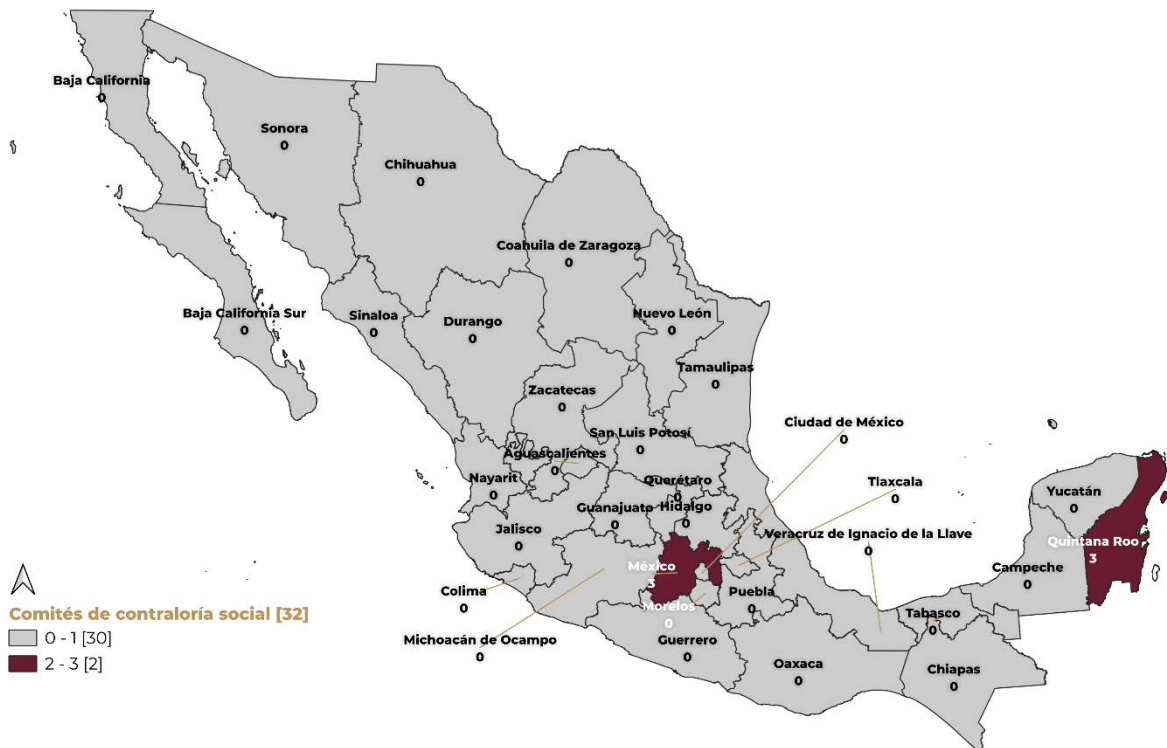 Baja California
0
Sonora
0
Chihuahua
0
Coahuila de Zaragoza
0
Baja California Sur
0
Sinaloa
0
Durango
0
Nuevo León
0
Tamaulipas
0
Zacatecas
0
San Luis Potosí
0
Ciudad de México
0
Aguascalientes
0
Nayarit
0
Querétaro
0
Tlaxcala
0
Yucatán
0
Guanajuato
0
Hidalgo
0
Jalisco
0
Veracruz de Ignacio de la Llave
0
Quintana Roo
3
México
3
Campeche
0
Colima
0
Puebla
0
Morelos
0
Tabasco
0
Michoacán de Ocampo
0
Guerrero
0
Oaxaca
0
Chiapas
0
Comités de contraloría social [32]
0 - 1 [30]
2 - 3 [2]